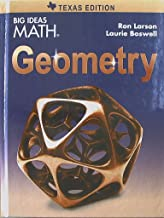 TEXAS EDITION
BIG IDEAS
MATH®
Ron Larson
Laurie Boswell
Geometry